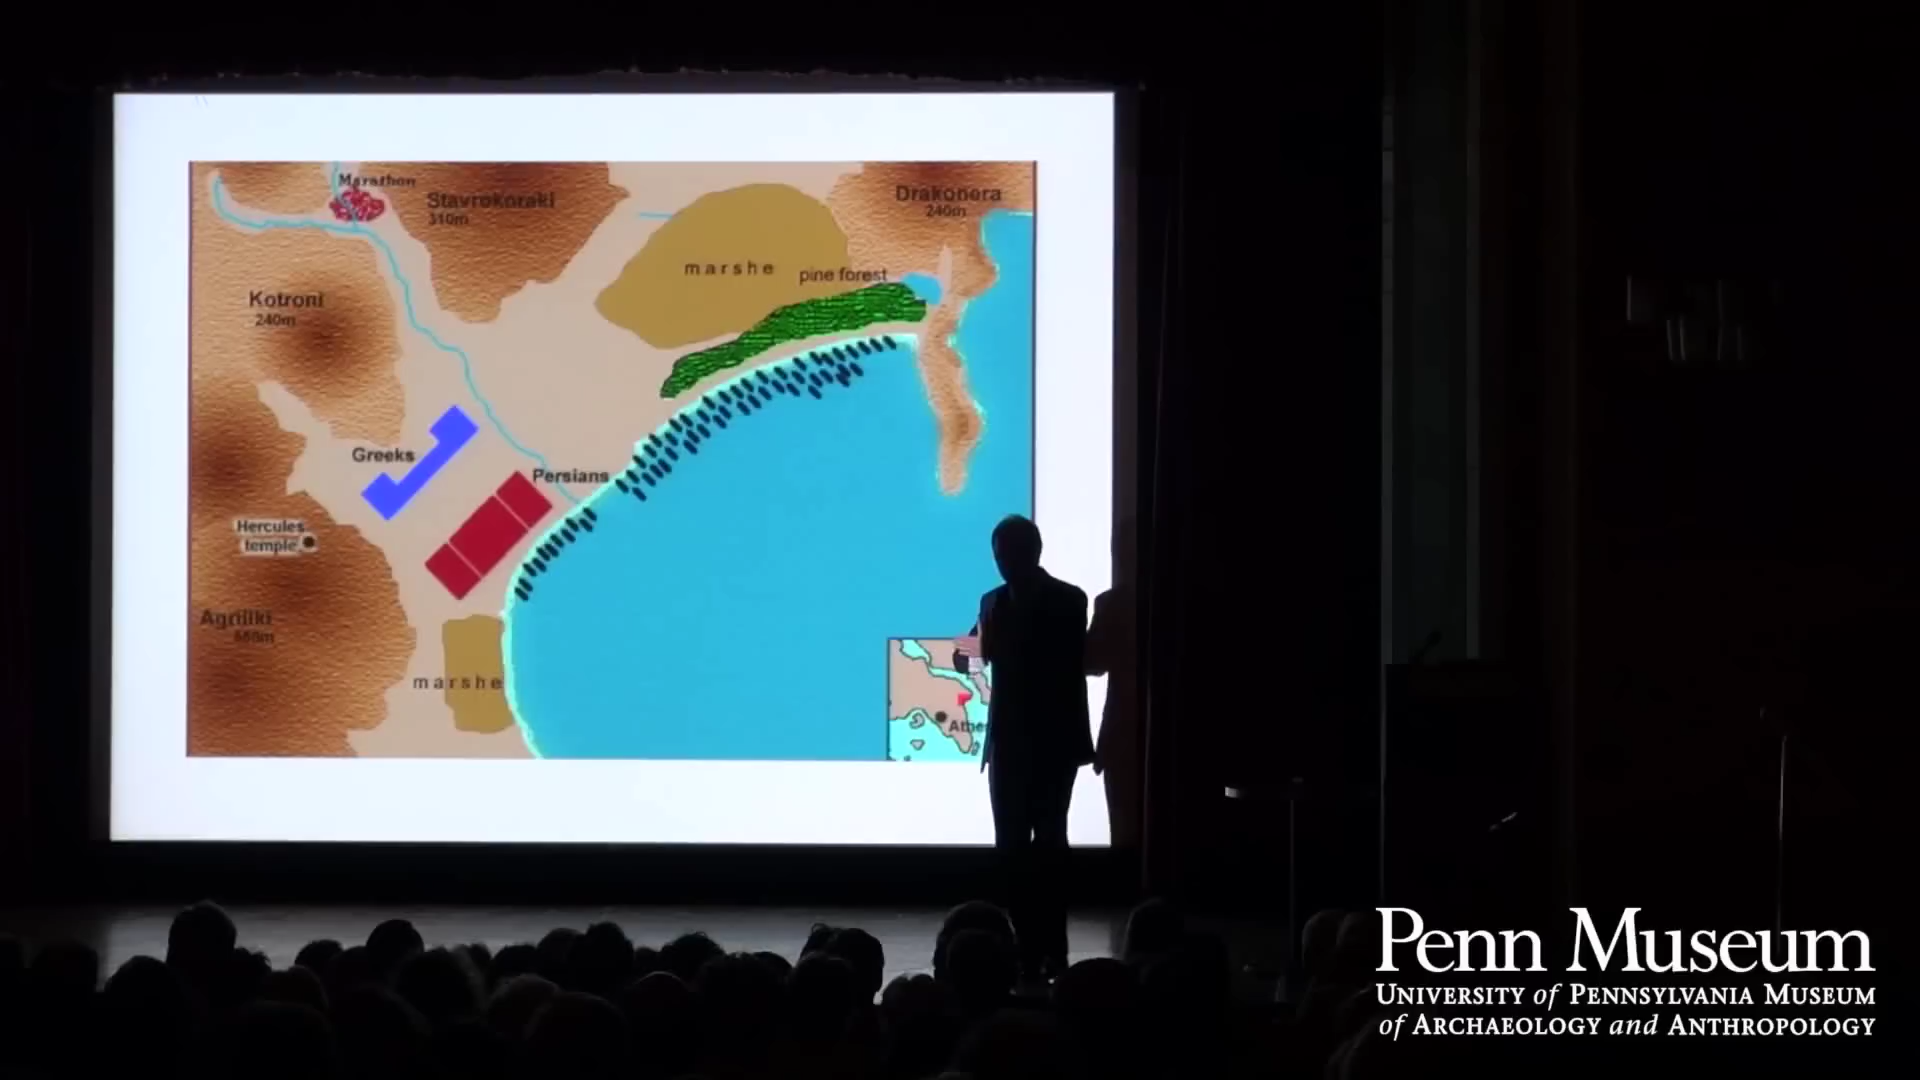 Marathon
Stavrokoraki
310m
Drakonera
240m
marshe
pine forest
Kotroni
240m
Greeks
Persians
Hercules
temple
Agriliki
marshe
Penn Museum
UNIVERSITY of PENNSYLVANIA MUSEUM
of ARCHAEOLOGY and ANTHROPOLOGY